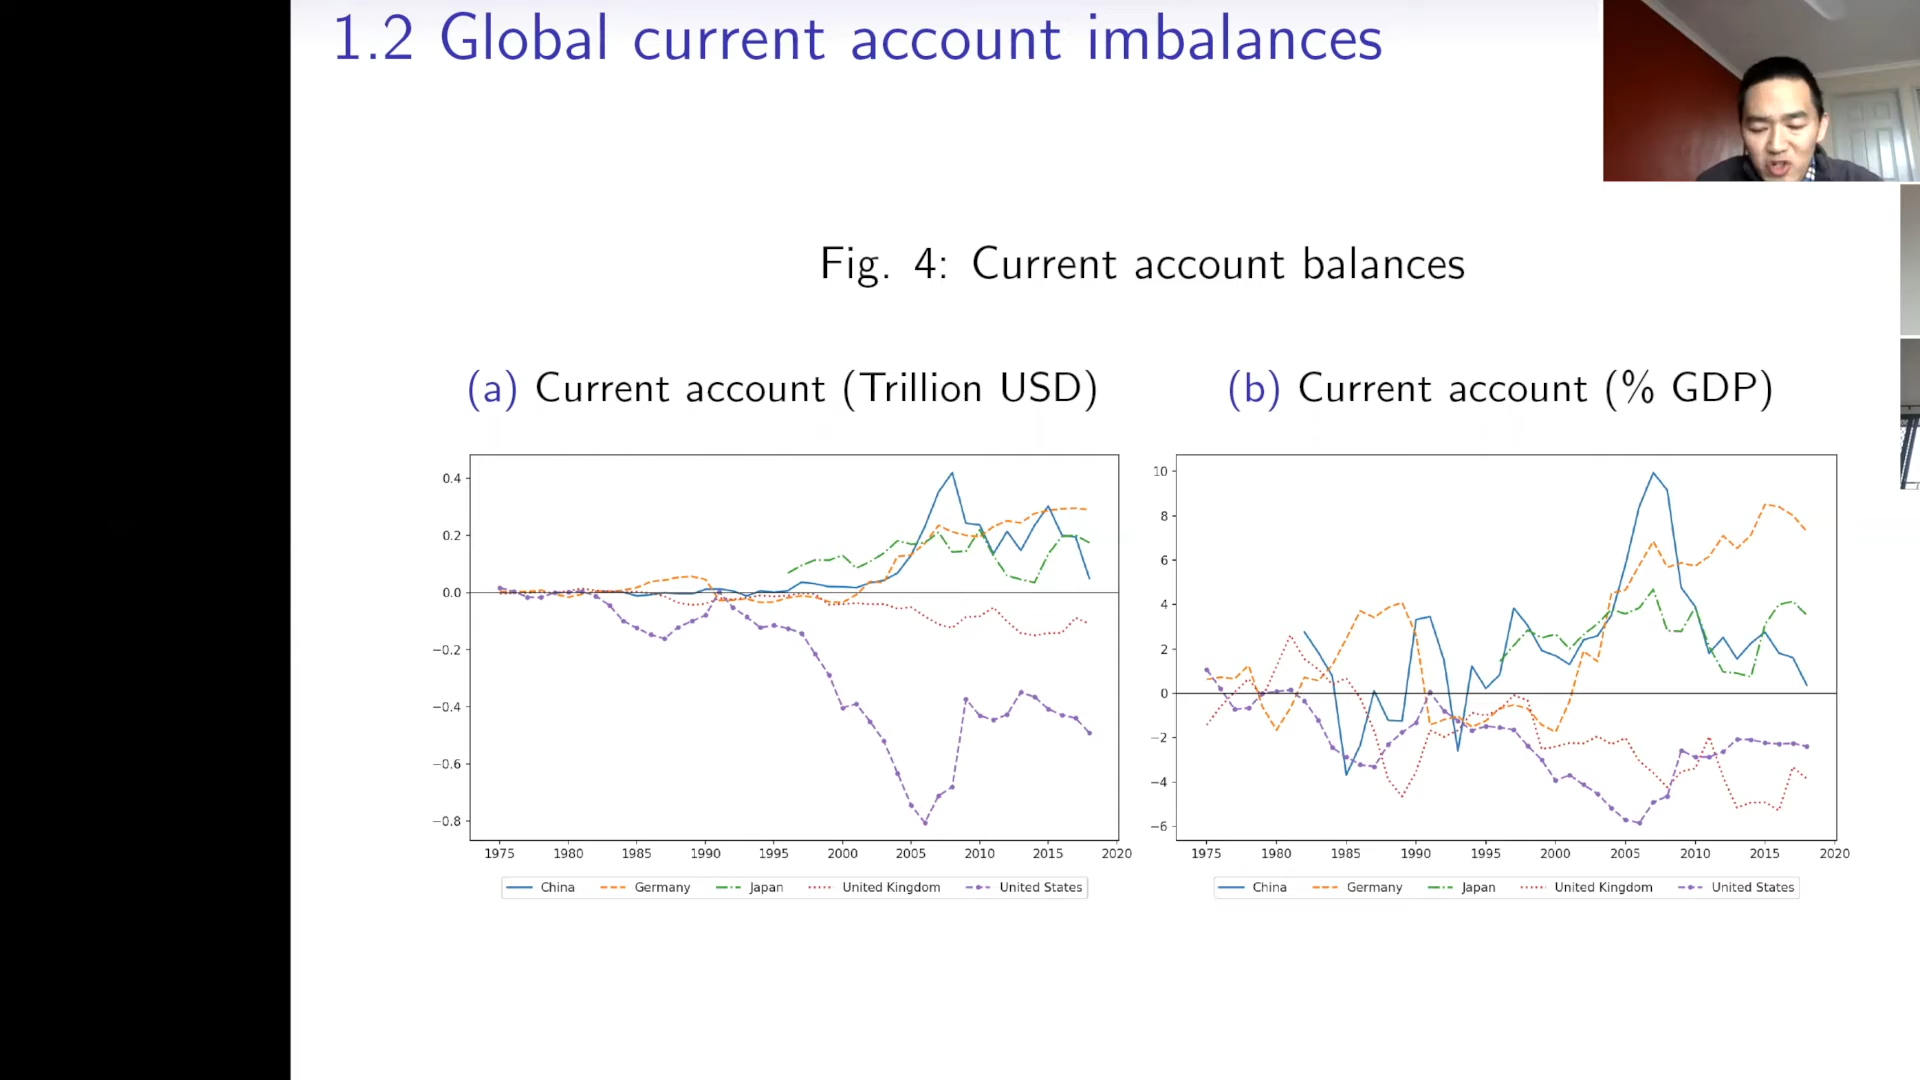 1.2 Global current account imbalances
Fig. 4: Current account balances
(a) Current account (Trillion USD)
0.4
0.2
0.0
−0.2
−0.4
−0.6
−0.8
1975 1980 1985 1990 1995 2000 2005 2010 2015 2020
China Germany Japan United Kingdom United States
(b) Current account (% GDP)
10
8
6
4
2
0
−2
−4
−6
1975 1980 1985 1990 1995 2000 2005 2010 2015 2020
China Germany Japan United Kingdom United States